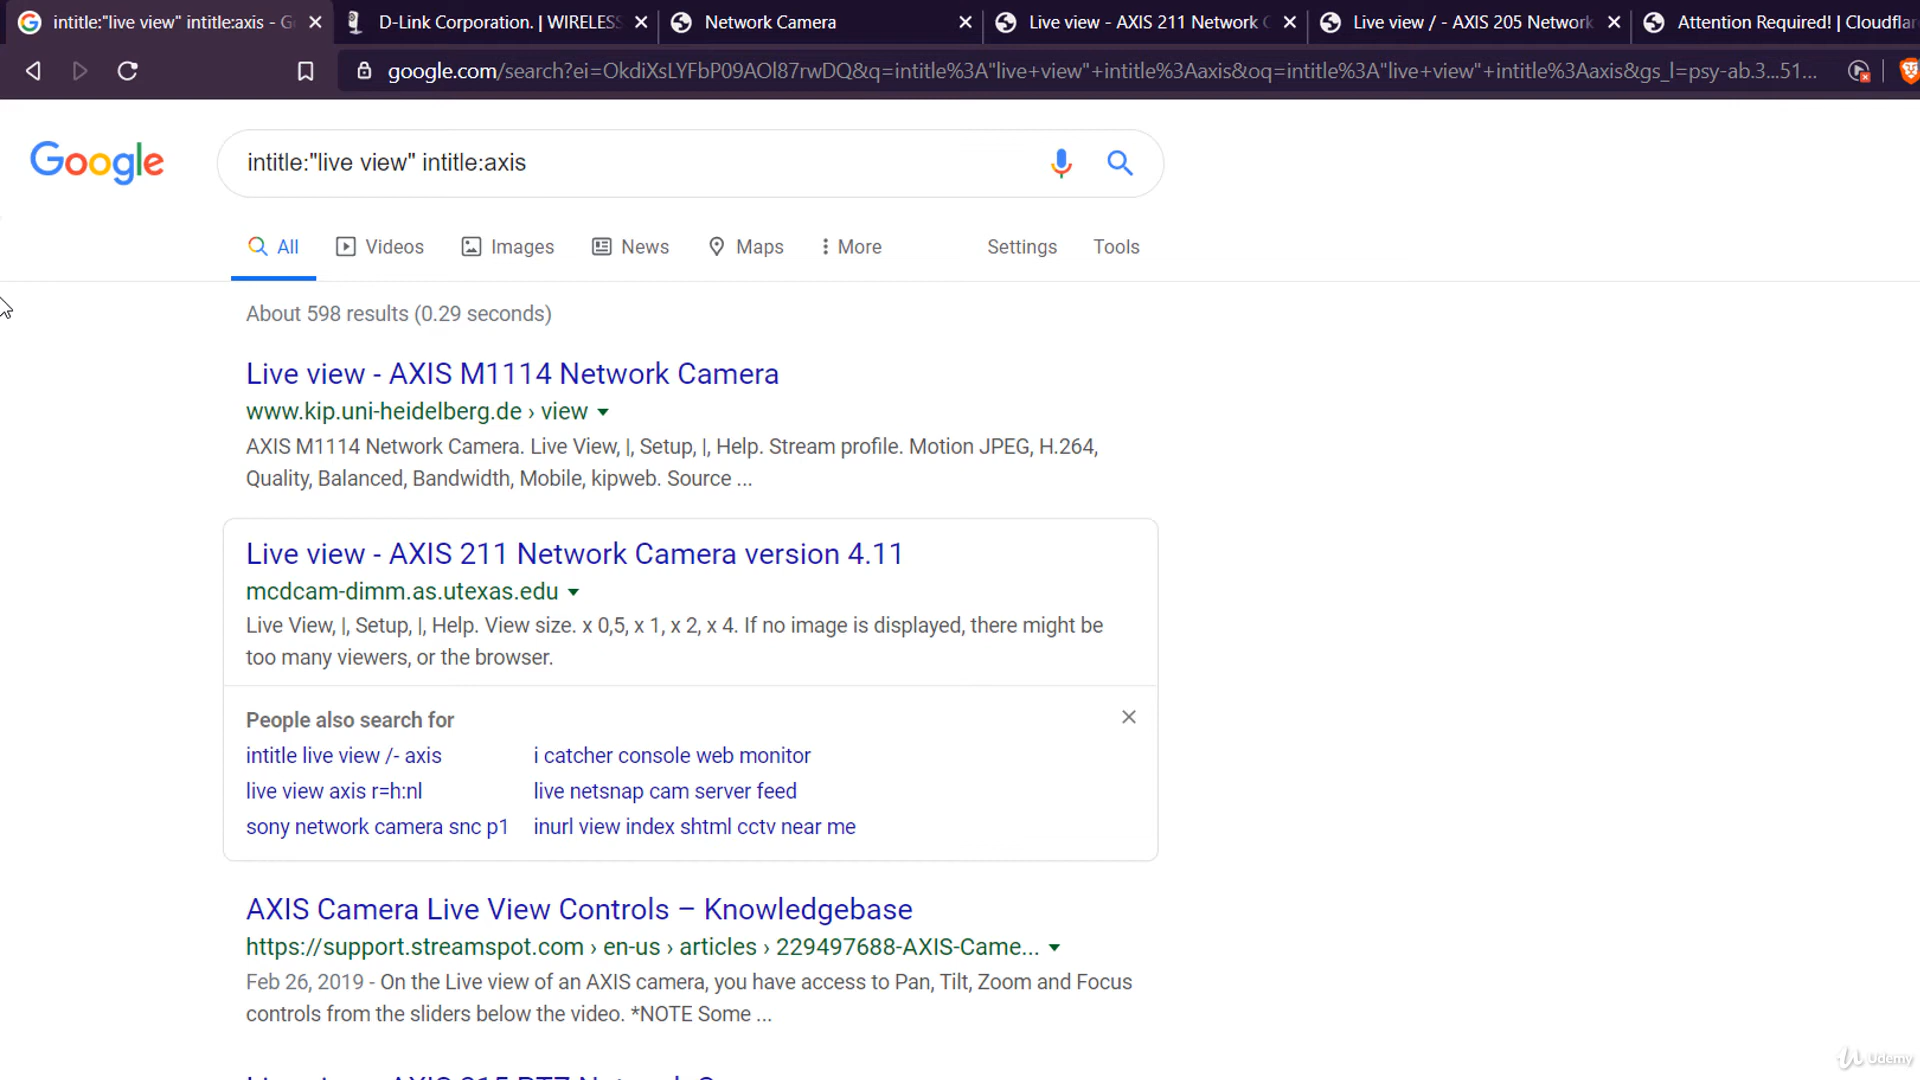 intitle:"live view" intitle:axis - G
D-Link Corporation. | WIRELESS
Network Camera
Live view - AXIS 211 Network C
Live view / - AXIS 205 Network
Attention Required! | Cloudflar
google.com/search?ei=OkdiXsLYFbP09AOl87rwDQ&q=intitle%3A"live+view"+intitle%3Aaxis&oq=intitle%3A"live+view"+intitle%3Aaxis&gs_l=psy-ab.3...51...
Google
intitle:"live view" intitle:axis
All
Videos
Images
News
Maps
More
Settings
Tools
About 598 results (0.29 seconds)
Live view - AXIS M1114 Network Camera
www.kip.uni-heidelberg.de › view
AXIS M1114 Network Camera. Live View, |, Setup, |, Help. Stream profile. Motion JPEG, H.264,
Quality, Balanced, Bandwidth, Mobile, kipweb. Source ...
Live view - AXIS 211 Network Camera version 4.11
mcdcam-dimm.as.utexas.edu
Live View, |, Setup, |, Help. View size. x 0,5, x 1, x 2, x 4. If no image is displayed, there might be
too many viewers, or the browser.
People also search for
intitle live view /- axis
i catcher console web monitor
live view axis r=h:nl
live netsnap cam server feed
sony network camera snc p1
inurl view index shtml cctv near me
AXIS Camera Live View Controls – Knowledgebase
https://support.streamspot.com › en-us › articles › 229497688-AXIS-Came...
Feb 26, 2019 - On the Live view of an AXIS camera, you have access to Pan, Tilt, Zoom and Focus
controls from the sliders below the video. *NOTE Some ...
Udemy